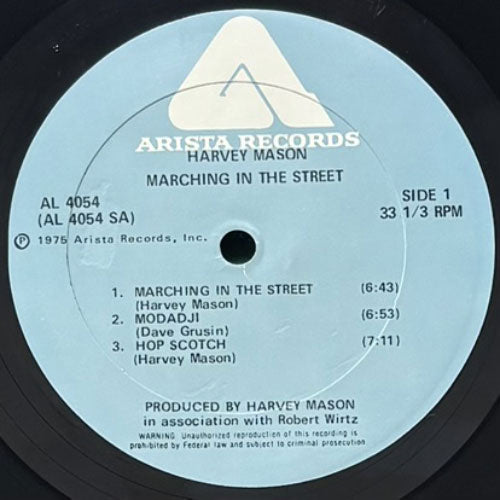 ARISTA RECORDS
HARVEY MASON
MARCHING IN THE STREET
AL 4054
(AL 4054 SA)
SIDE 1
33 1/3 RPM
Ⓟ 1975 Arista Records, Inc.
1. MARCHING IN THE STREET (6:43)
(Harvey Mason)
2. MODADJI (6:53)
(Dave Grusin)
3. HOP SCOTCH (7:11)
(Harvey Mason)
PRODUCED BY HARVEY MASON
in association with Robert Wirtz
WARNING: Unauthorized reproduction of this recording is
prohibited by Federal law and subject to criminal prosecution.